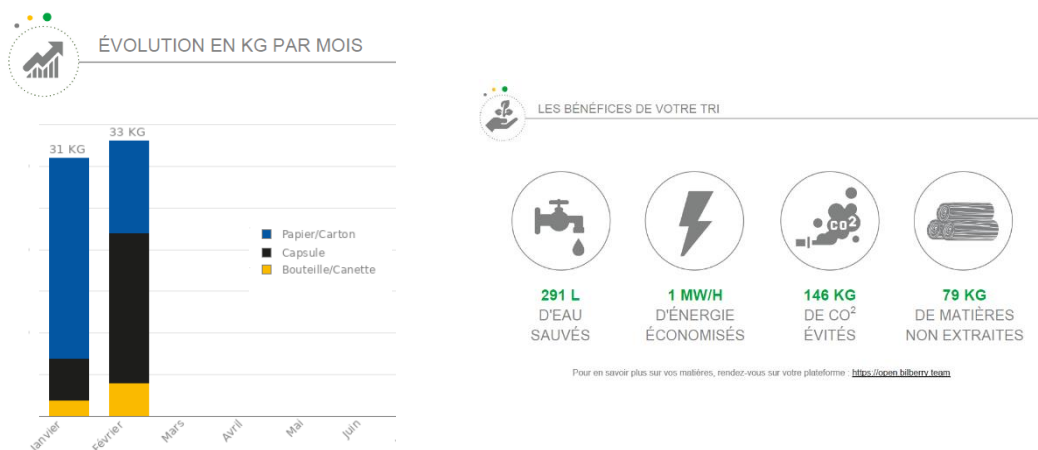 ÉVOLUTION EN KG PAR MOIS
33 KG
31 KG
Papier/Carton
Capsule
Bouteille/Canette
Janvier
Février
Mars
Avril
Mai
Juin
LES BÉNÉFICES DE VOTRE TRI
CO2
291 L
D'EAU
SAUVÉS
1 MW/H
D'ÉNERGIE
ÉCONOMISÉS
146 KG
DE CO²
ÉVITÉS
79 KG
DE MATIÈRES
NON EXTRAITES
Pour en savoir plus sur vos matières, rendez-vous sur votre plateforme : https://open.bilberry.team